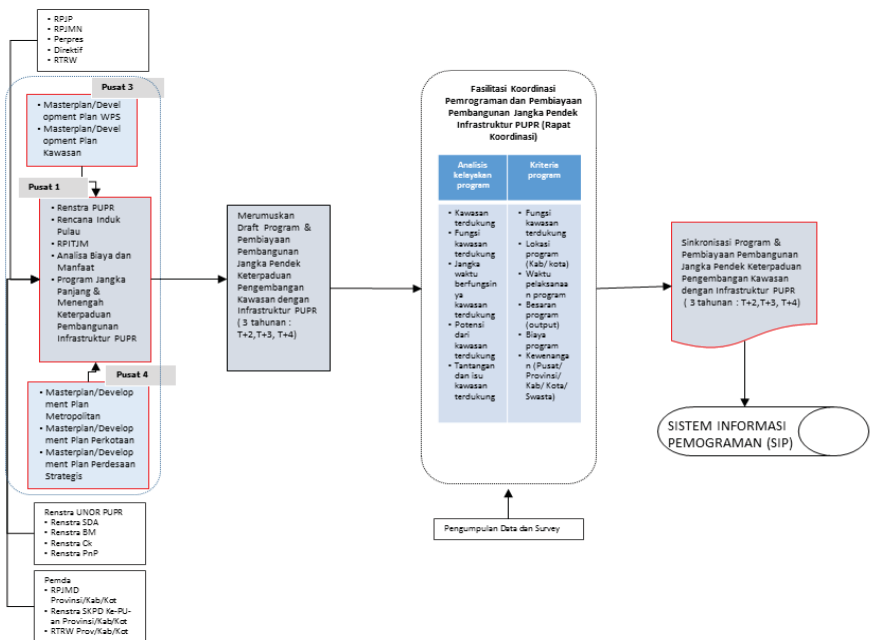 • RPJP
• RPJMN
• Perpres
• Direktif
• RTRW
Pusat 3
• Masterplan/Devel
opment Plan WPS
• Masterplan/Devel
opment Plan
Kawasan
Pusat 1
• Renstra PUPR
• Rencana Induk
Pulau
• RPITJM
• Analisa Biaya dan
Manfaat
• Program Jangka
Panjang &
Menengah
Keterpaduan
Pembangunan
Infrastruktur PUPR
Pusat 4
• Masterplan/Develop
ment Plan
Metropolitan
• Masterplan/Develop
ment Plan Perkotaan
• Masterplan/Develop
ment Plan Perdesaan
Strategis
Renstra UNOR PUPR
• Renstra SDA
• Renstra BM
• Renstra Ck
• Renstra PnP
Pemda
• RPJMD
Provinsi/Kab/Kot
• Renstra SKPD Ke-PU-
an Provinsi/Kab/Kot
• RTRW Prov/Kab/Kot
Merumuskan
Draft Program &
Pembiayaan
Pembangunan
Jangka Pendek
Keterpaduan
Pengembangan
Kawasan dengan
Infrastruktur PUPR
( 3 tahunan :
T+2,T+3, T+4)
Fasilitasi Koordinasi
Pemrograman dan Pembiayaan
Pembangunan Jangka Pendek
Infrastruktur PUPR (Rapat
Koordinasi)
Analisis
kelayakan
program
• Kawasan
terdukung
• Fungsi
kawasan
terdukung
• Jangka
waktu
berfungsin
ya
kawasan
terdukung
• Potensi
dari
kawasan
terdukung
• Tantangan
dan isu
kawasan
terdukung
Kriteria
program
• Fungsi
kawasan
terdukung
• Lokasi
program
(Kab/ kota)
• Waktu
pelaksanaa
n program
• Besaran
program
(output)
• Biaya
program
• Kewenanga
n (Pusat/
Provinsi/
Kab/ Kota/
Swasta)
Pengumpulan Data dan Survey
Sinkronisasi Program &
Pembiayaan Pembangunan
Jangka Pendek Keterpaduan
Pengembangan Kawasan
dengan Infrastruktur PUPR
( 3 tahunan : T+2,T+3, T+4)
SISTEM INFORMASI
PEMOGRAMAN (SIP)